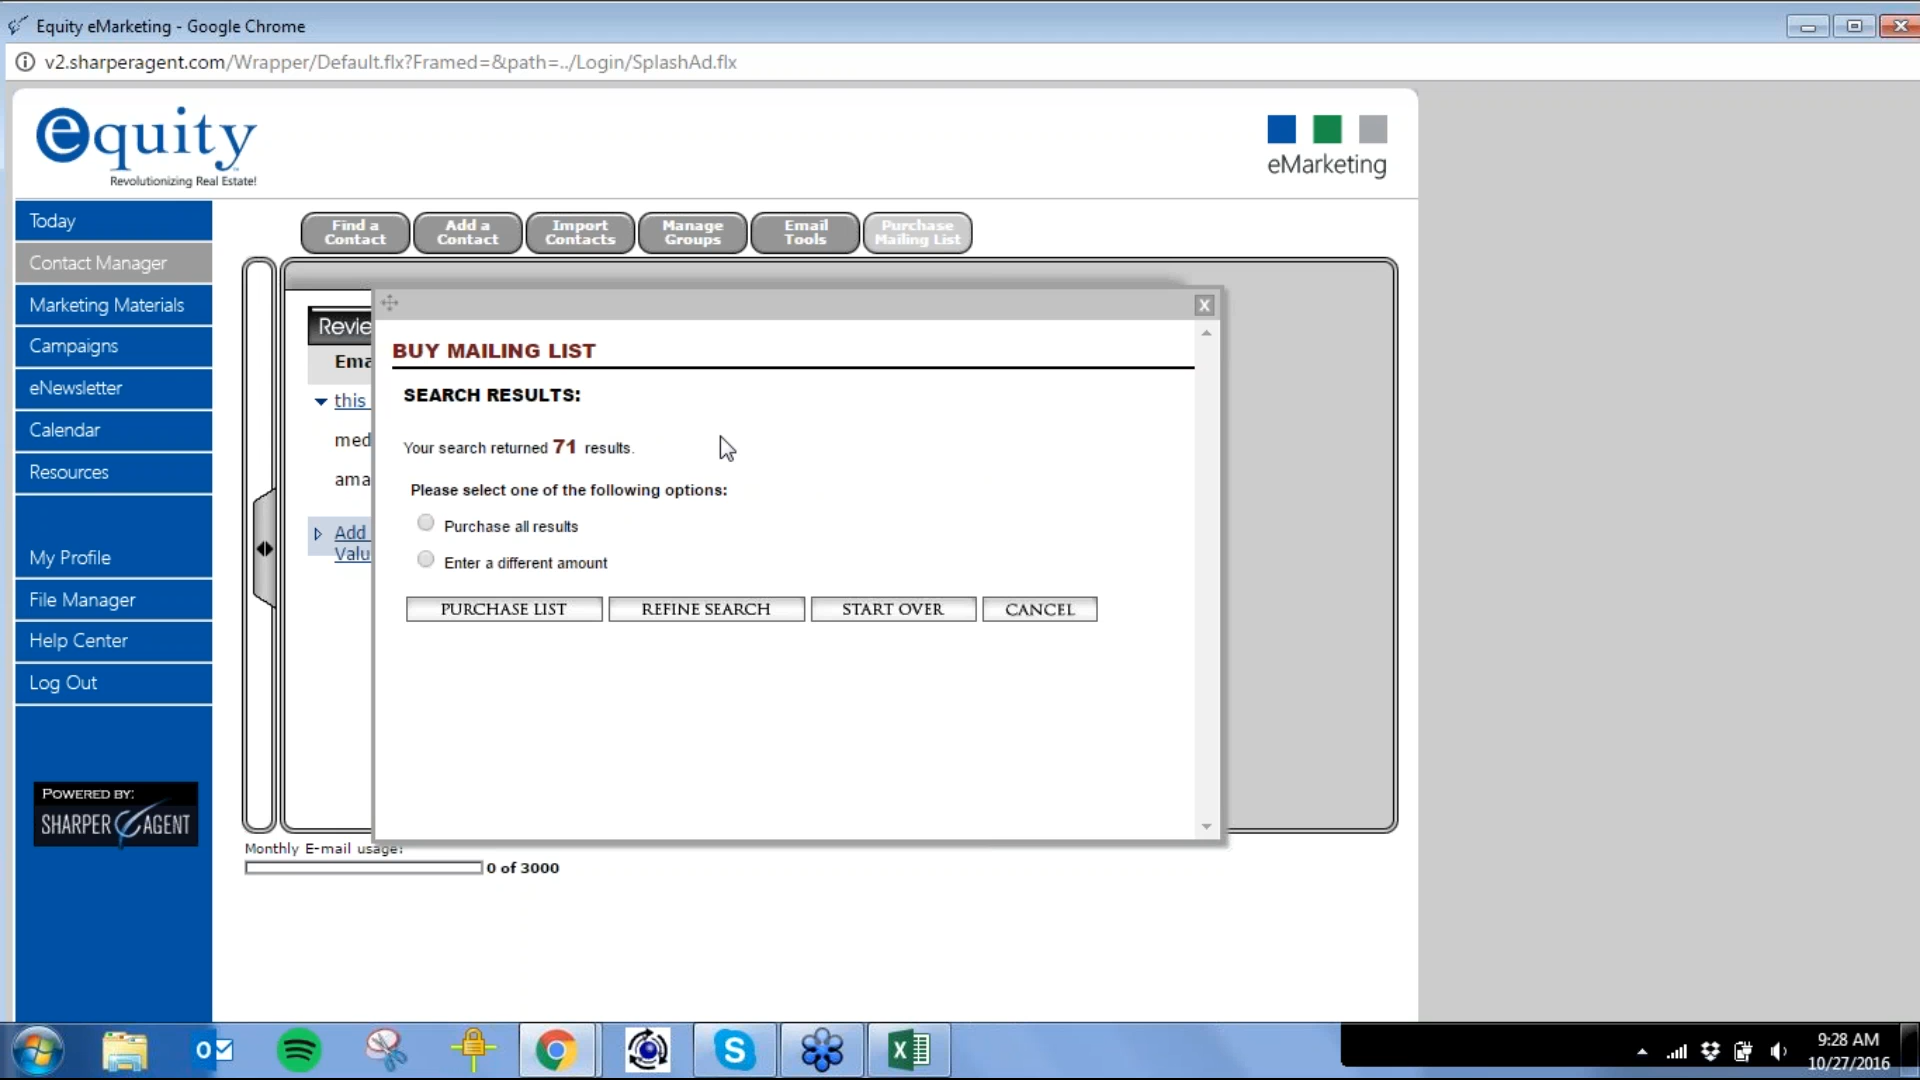 Equity eMarketing - Google Chrome
v2.sharperagent.com/Wrapper/Default.flx?Framed=&path=../Login/SplashAd.flx
equity
Revolutionizing Real Estate!
eMarketing
Today
Contact Manager
Marketing Materials
Campaigns
eNewsletter
Calendar
Resources
My Profile
File Manager
Help Center
Log Out
POWERED BY:
SHARPER AGENT
Find a
Contact
Add a
Contact
Import
Contacts
Manage
Groups
Email
Tools
Purchase
Mailing List
Revie
Ema
this
med
ama
Add
Valu
X
BUY MAILING LIST
SEARCH RESULTS:
Your search returned 71 results.
Please select one of the following options:
Purchase all results
Enter a different amount
PURCHASE LIST
REFINE SEARCH
START OVER
CANCEL
Monthly E-mail usage:
0 of 3000
9:28 AM
10/27/2016